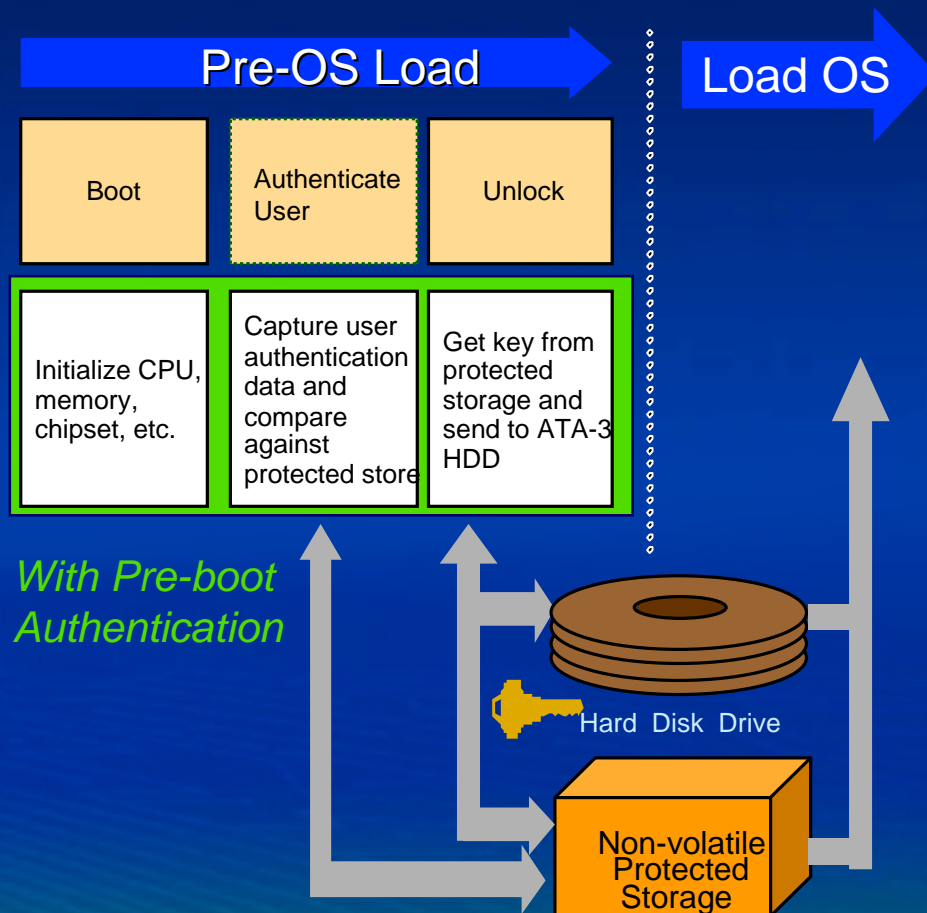 Pre-OS Load
Load OS
Boot
Authenticate
User
Unlock
Initialize CPU,
memory,
chipset, etc.
Capture user
authentication
data and
compare
against
protected store
Get key from
protected
storage and
send to ATA-3
HDD
With Pre-boot
Authentication
Hard Disk Drive
Non-volatile
Protected
Storage